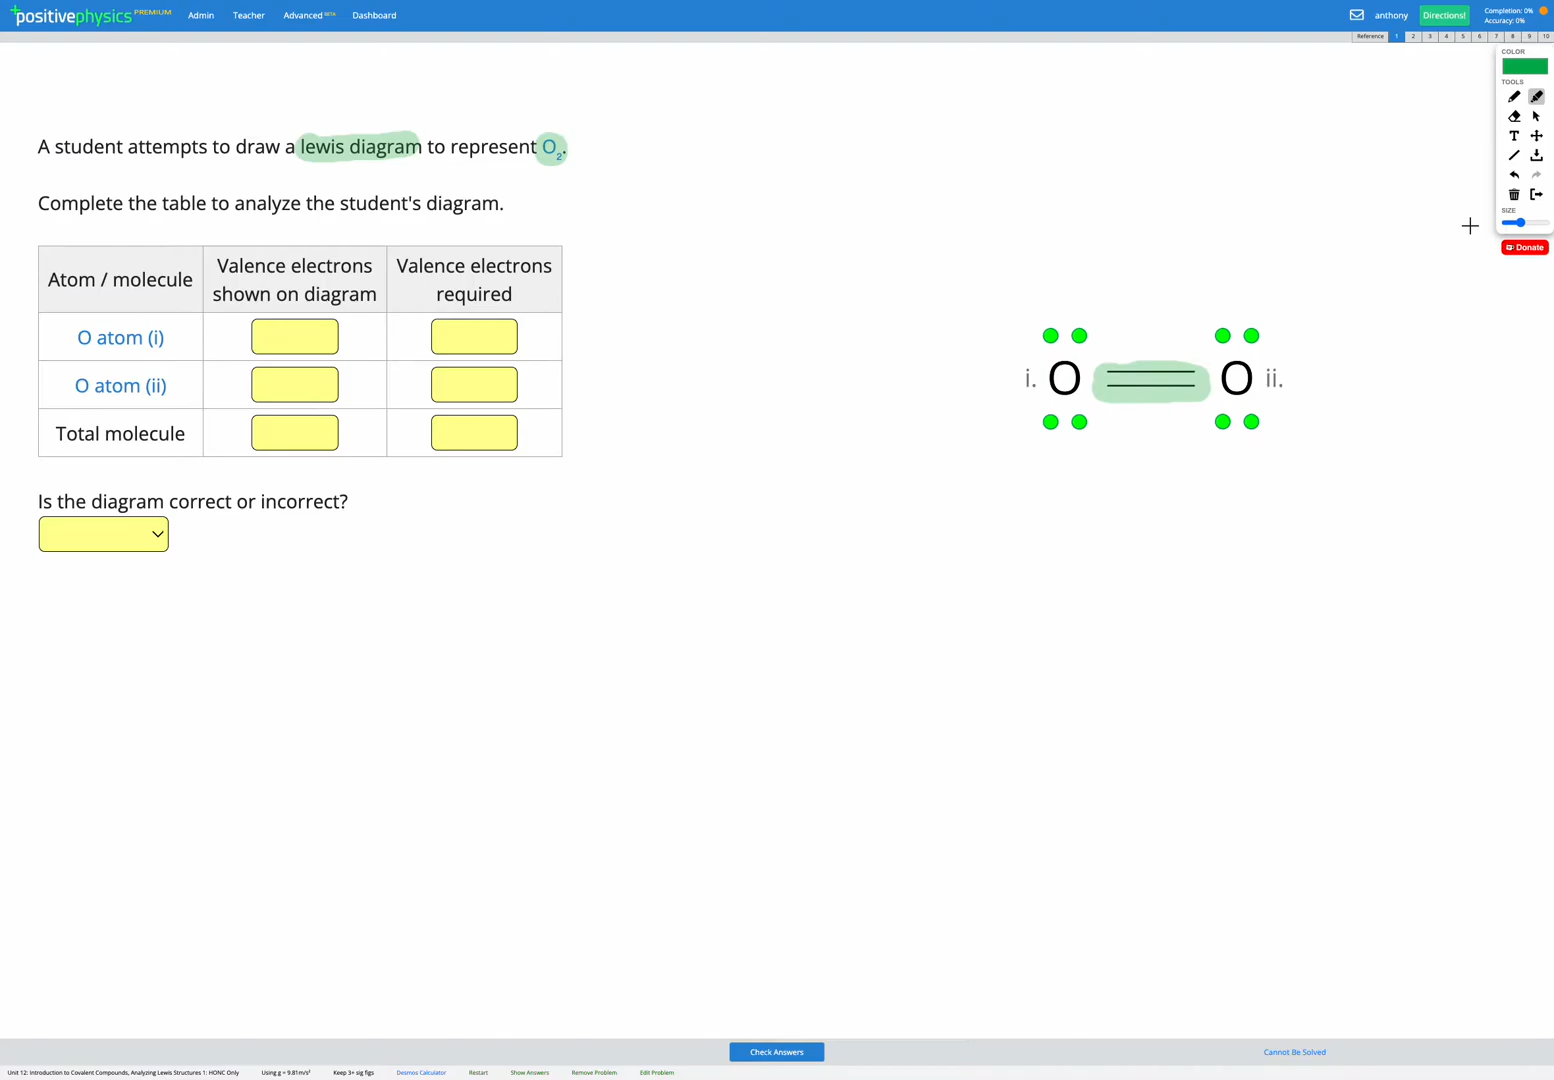 positivephysics PREMIUM Admin Teacher Advanced BETA Dashboard anthony Directions! Completion: 0%
Accuracy: 0%
Reference 1 2 3 4 5 6 7 8 9 10
COLOR
TOOLS
T
SIZE
Donate
A student attempts to draw a lewis diagram to represent O₂.
Complete the table to analyze the student's diagram.
Atom / molecule
Valence electrons
shown on diagram
Valence electrons
required
O atom (i)
O atom (ii)
Total molecule
Is the diagram correct or incorrect?
i. O O ii.
Check Answers Cannot Be Solved
Unit 12: Introduction to Covalent Compounds, Analyzing Lewis Structures 1: HONC Only Using g = 9.81m/s² Keep 3+ sig figs Desmos Calculator Restart Show Answers Remove Problem Edit Problem